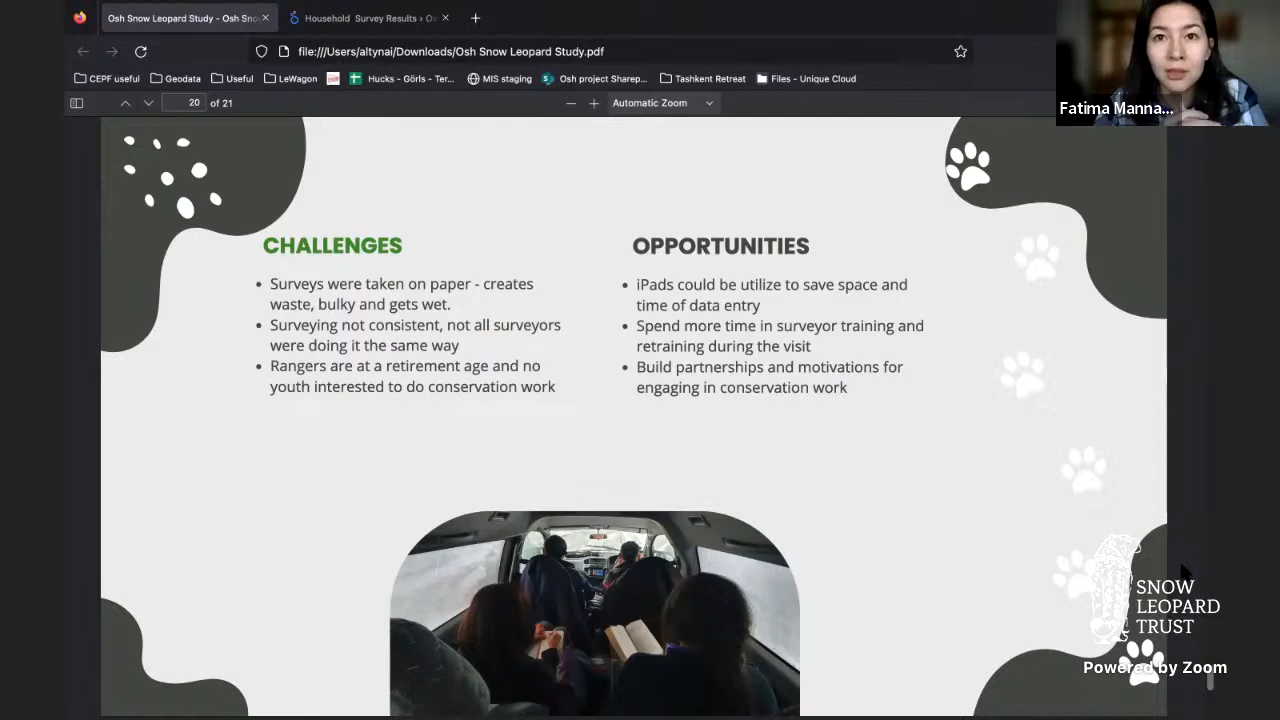 Osh Snow Leopard Study - Osh Sno
Household Survey Results › O
file:///Users/altynai/Downloads/Osh Snow Leopard Study.pdf
CEPF useful
Geodata
Useful
LeWagon
Hucks - Görls - Ter...
MIS staging
Osh project Sharep...
Tashkent Retreat
Files - Unique Cloud
20 of 21
Automatic Zoom
Fatima Manna...
CHALLENGES
Surveys were taken on paper - creates
waste, bulky and gets wet.
Surveying not consistent, not all surveyors
were doing it the same way
Rangers are at a retirement age and no
youth interested to do conservation work
OPPORTUNITIES
iPads could be utilize to save space and
time of data entry
Spend more time in surveyor training and
retraining during the visit
Build partnerships and motivations for
engaging in conservation work
SNOW
LEOPARD
TRUST
Powered by Zoom